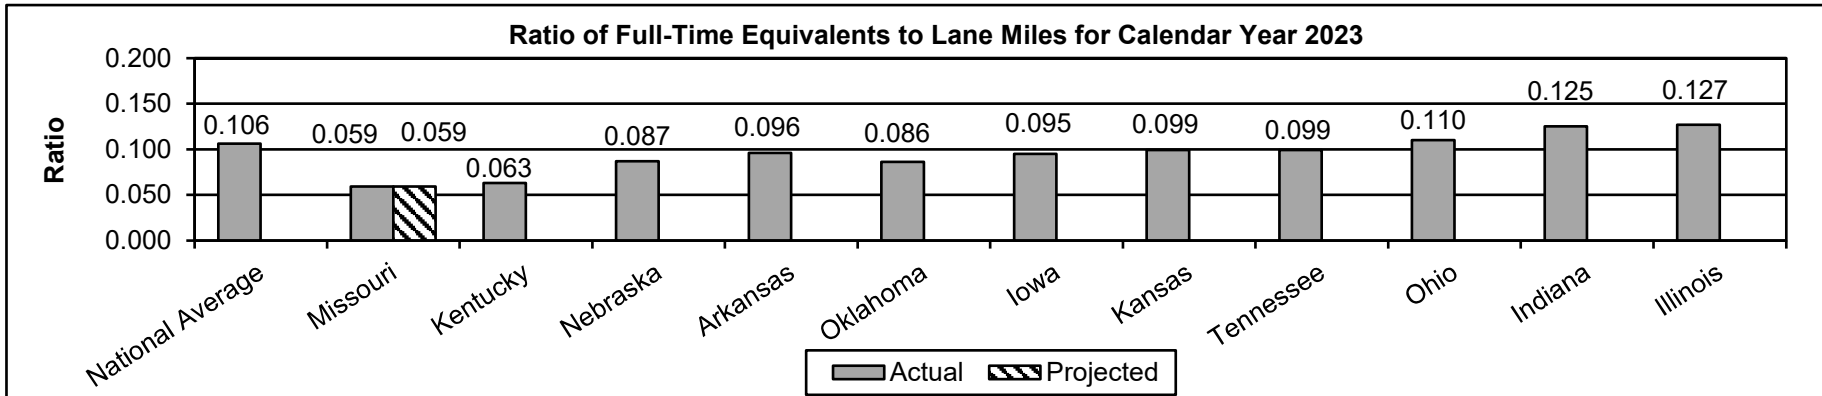 Ratio of Full-Time Equivalents to Lane Miles for Calendar Year 2023
Ratio
0.200
0.150
0.100
0.050
0.000
0.106
0.059
0.059
0.063
0.087
0.096
0.086
0.095
0.099
0.099
0.110
0.125
0.127
National Average
Missouri
Kentucky
Nebraska
Arkansas
Oklahoma
Iowa
Kansas
Tennessee
Ohio
Indiana
Illinois
Actual
Projected